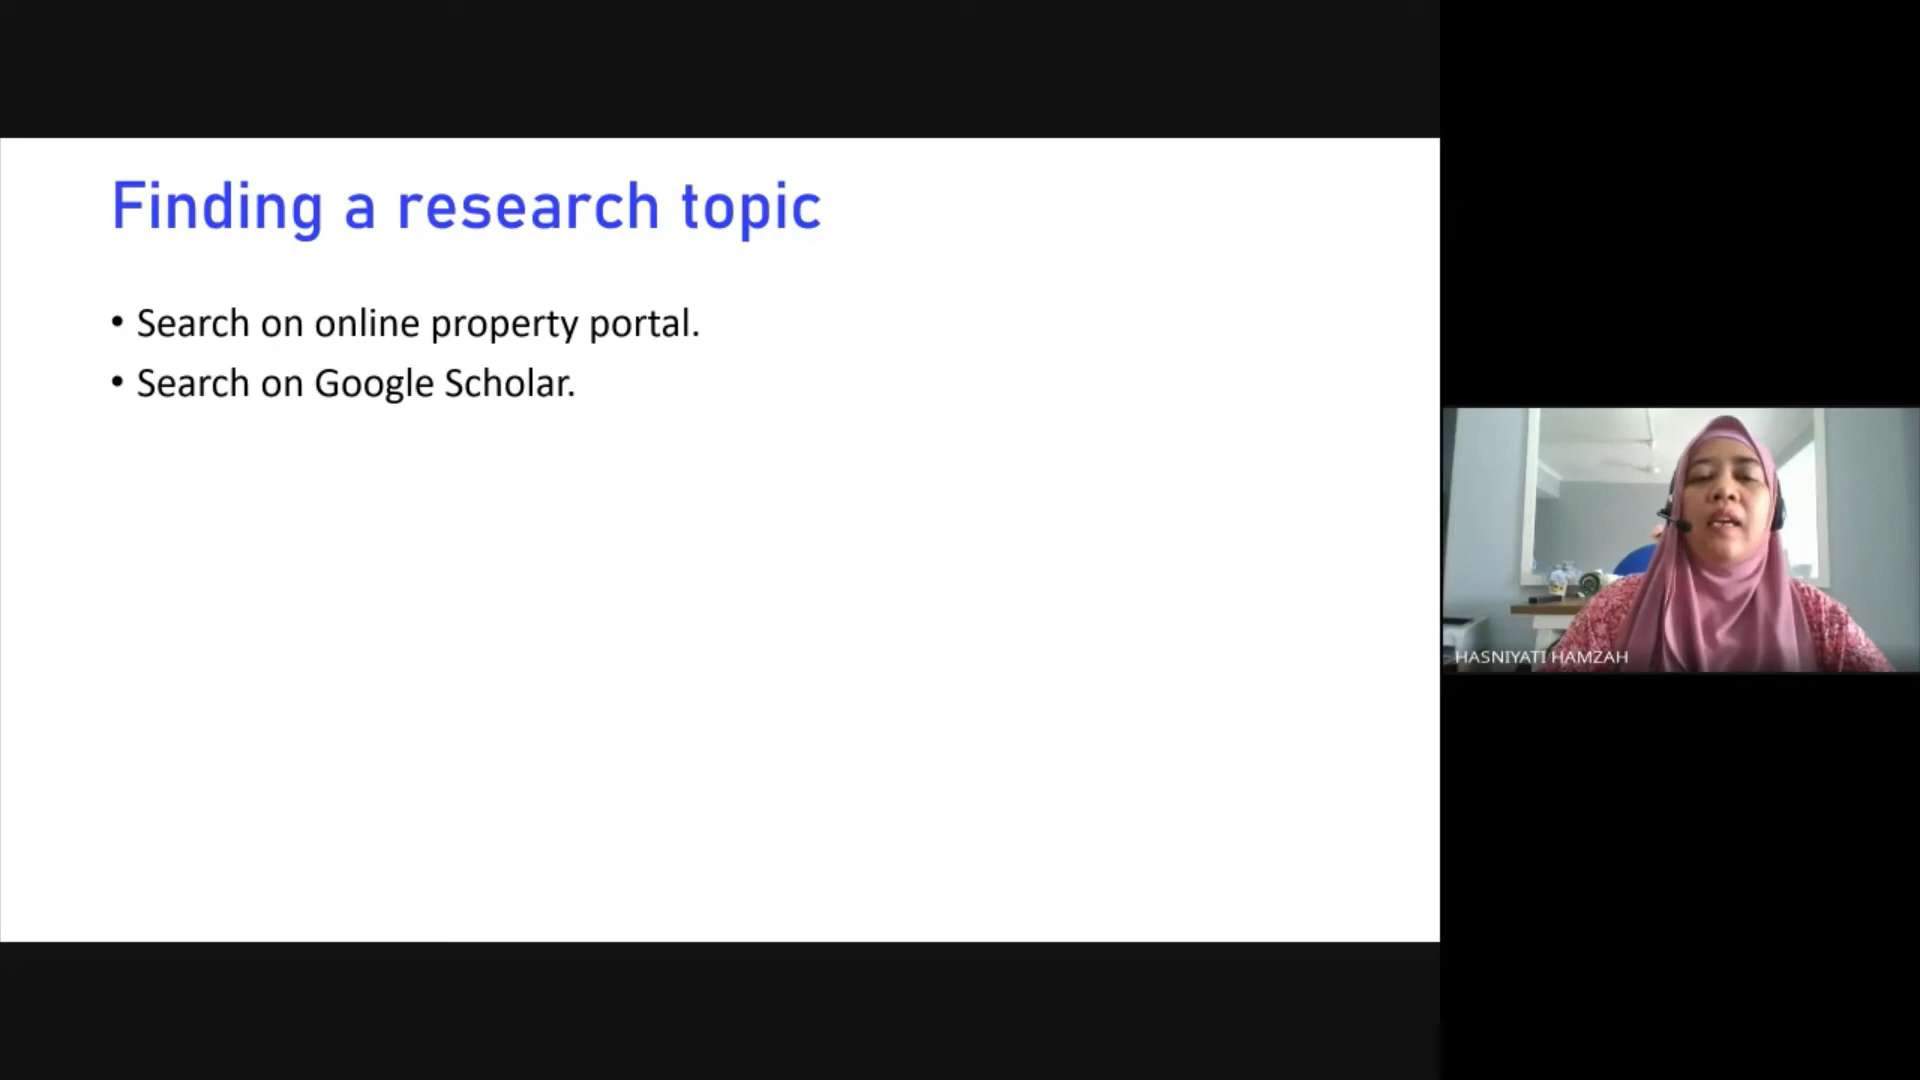 Finding a research topic
• Search on online property portal.
• Search on Google Scholar.
HASNIYATI HAMZAH